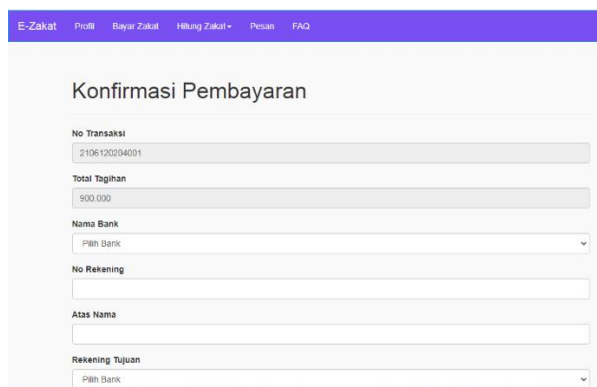 E-Zakat Profil Bayar Zakat Hitung Zakat Pesan FAQ
Konfirmasi Pembayaran
No Transaksi
2106120204001
Total Tagihan
900.000
Nama Bank
Pilih Bank
No Rekening
Atas Nama
Rekening Tujuan
Pilih Bank